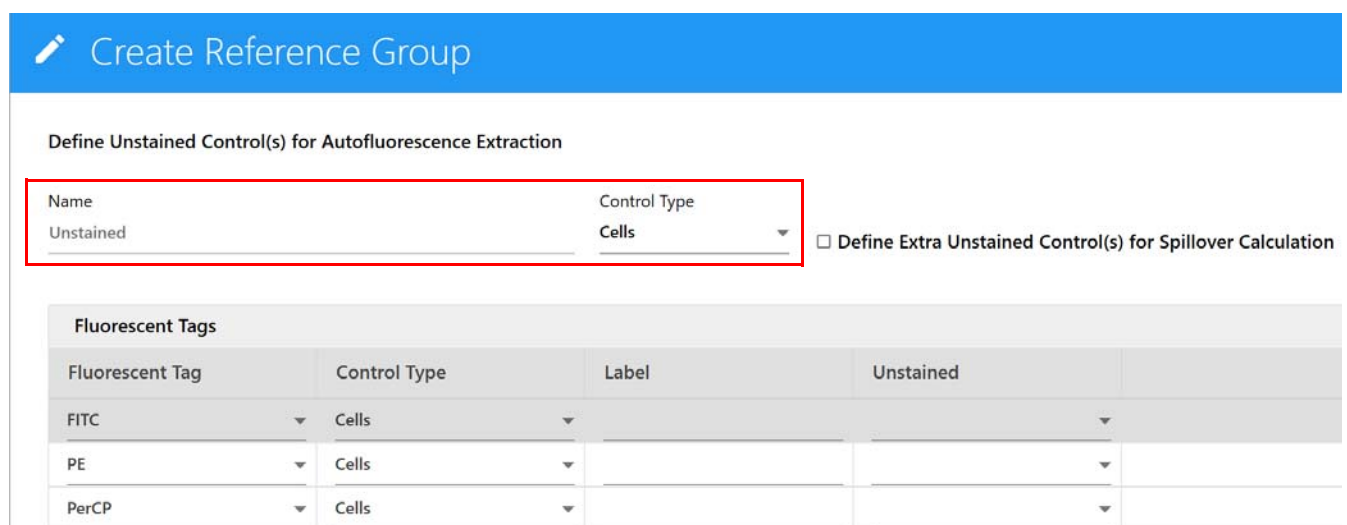 Create Reference Group
Define Unstained Control(s) for Autofluorescence Extraction
Name Control Type
Unstained Cells
Define Extra Unstained Control(s) for Spillover Calculation
Fluorescent Tags
Fluorescent Tag Control Type Label Unstained
FITC Cells
PE Cells
PerCP Cells